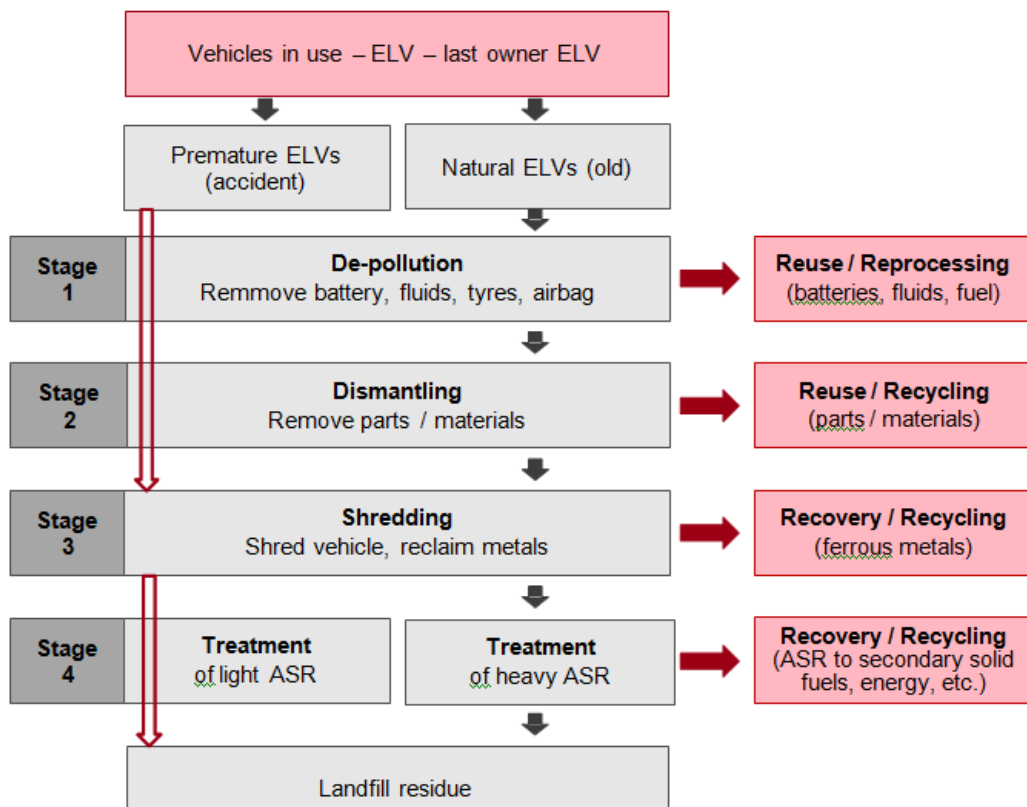 Vehicles in use – ELV – last owner ELV
Premature ELVs
(accident)
Natural ELVs (old)
Stage
1
De-pollution
Remmove battery, fluids, tyres, airbag
Reuse / Reprocessing
(batteries, fluids, fuel)
Stage
2
Dismantling
Remove parts / materials
Reuse / Recycling
(parts / materials)
Stage
3
Shredding
Shred vehicle, reclaim metals
Recovery / Recycling
(ferrous metals)
Stage
4
Treatment
of light ASR
Treatment
of heavy ASR
Recovery / Recycling
(ASR to secondary solid
fuels, energy, etc.)
Landfill residue